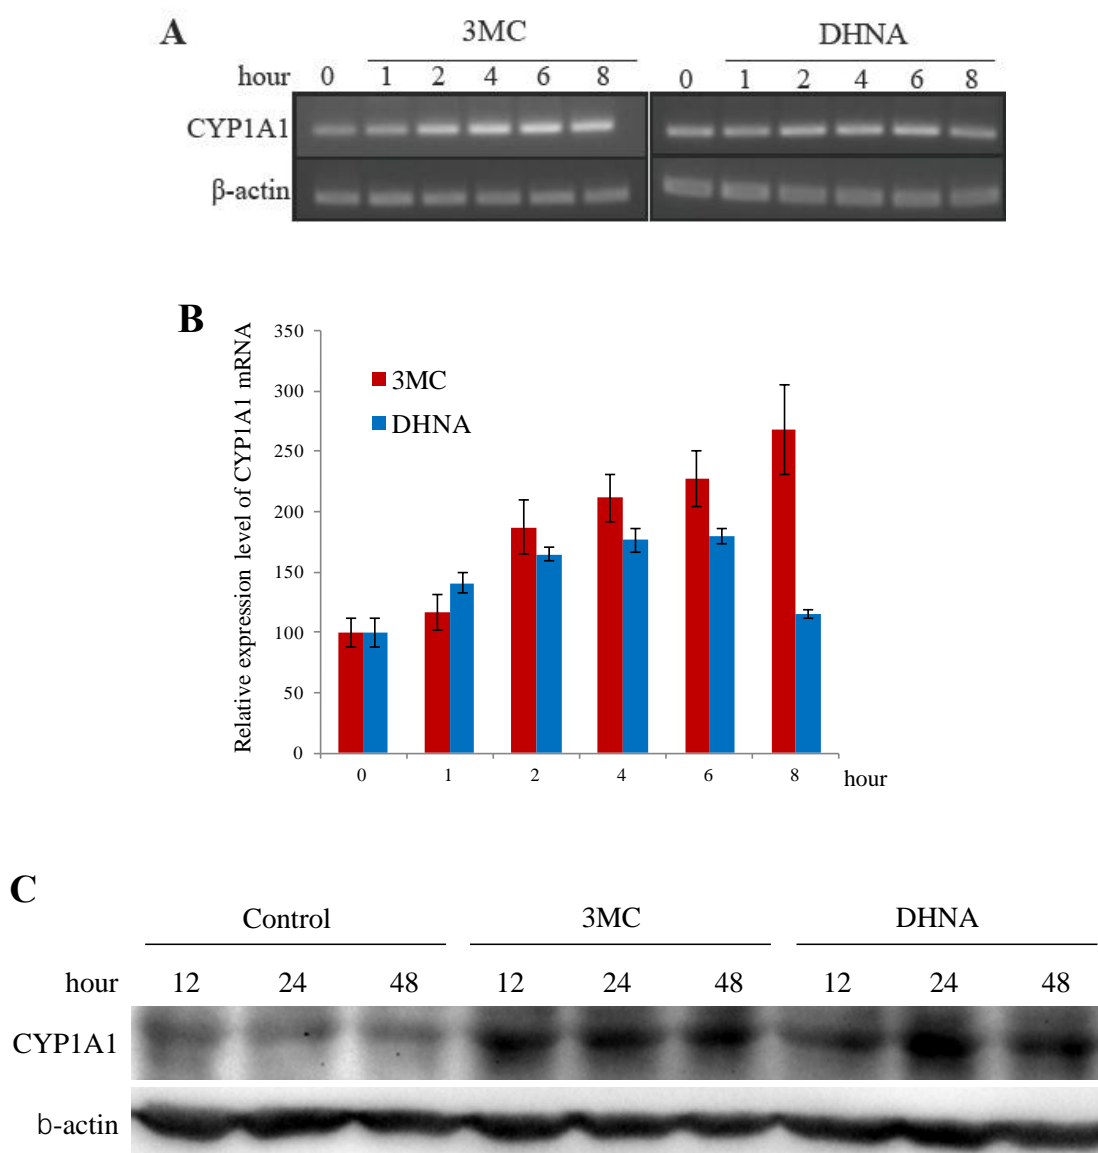 A
3MC
DHNA
hour 0 1 2 4 6 8 0 1 2 4 6 8
CYP1A1
β-actin
B
Relative expression level of CYP1A1 mRNA
350
300
250
200
150
100
50
0
3MC
DHNA
0 1 2 4 6 8 hour
C
Control 3MC DHNA
hour 12 24 48 12 24 48 12 24 48
CYP1A1
b-actin